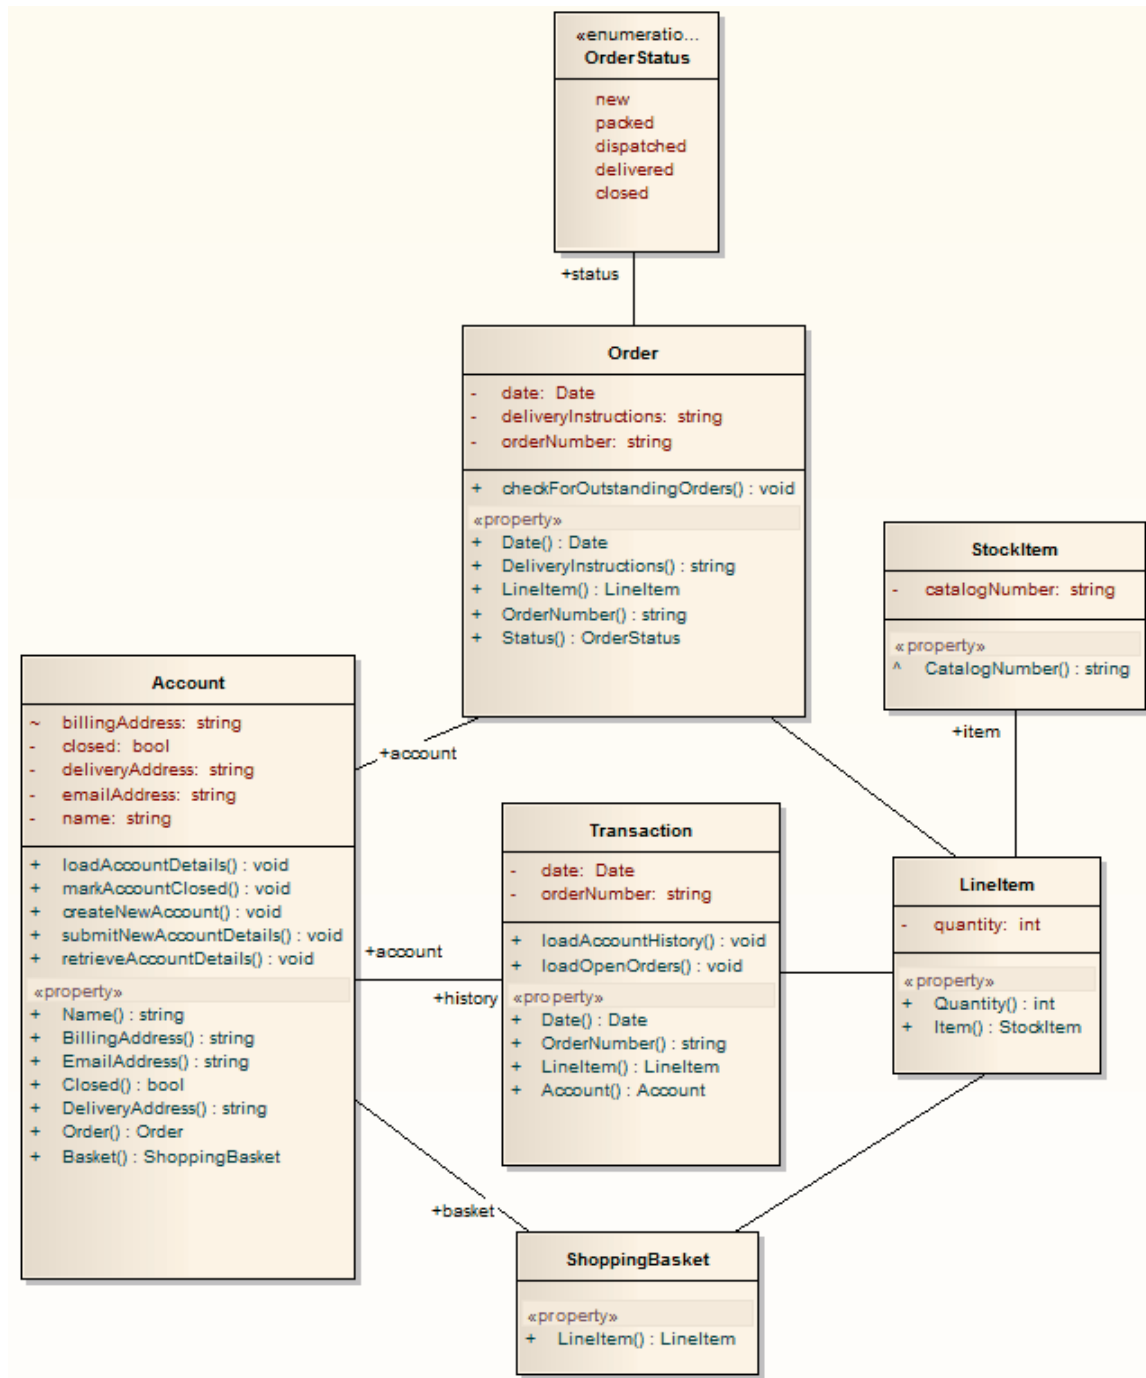 «enumeratio...
OrderStatus
new
packed
dispatched
delivered
closed
+status
Order
- date: Date
- deliveryInstructions: string
- orderNumber: string
+ checkForOutstandingOrders() : void
«property»
+ Date() : Date
+ DeliveryInstructions() : string
+ LineItem() : LineItem
+ OrderNumber() : string
+ Status() : OrderStatus
StockItem
- catalogNumber: string
«property»
^ CatalogNumber() : string
+item
Account
~ billingAddress: string
- closed: bool
- deliveryAddress: string
- emailAddress: string
- name: string
+ loadAccountDetails() : void
+ markAccountClosed() : void
+ createNewAccount() : void
+ submitNewAccountDetails() : void
+ retrieveAccountDetails() : void
«property»
+ Name() : string
+ BillingAddress() : string
+ EmailAddress() : string
+ Closed() : bool
+ DeliveryAddress() : string
+ Order() : Order
+ Basket() : ShoppingBasket
+account
+account
+history
+basket
Transaction
- date: Date
- orderNumber: string
+ loadAccountHistory() : void
+ loadOpenOrders() : void
«property»
+ Date() : Date
+ OrderNumber() : string
+ LineItem() : LineItem
+ Account() : Account
LineItem
- quantity: int
«property»
+ Quantity() : int
+ Item() : StockItem
ShoppingBasket
«property»
+ LineItem() : LineItem